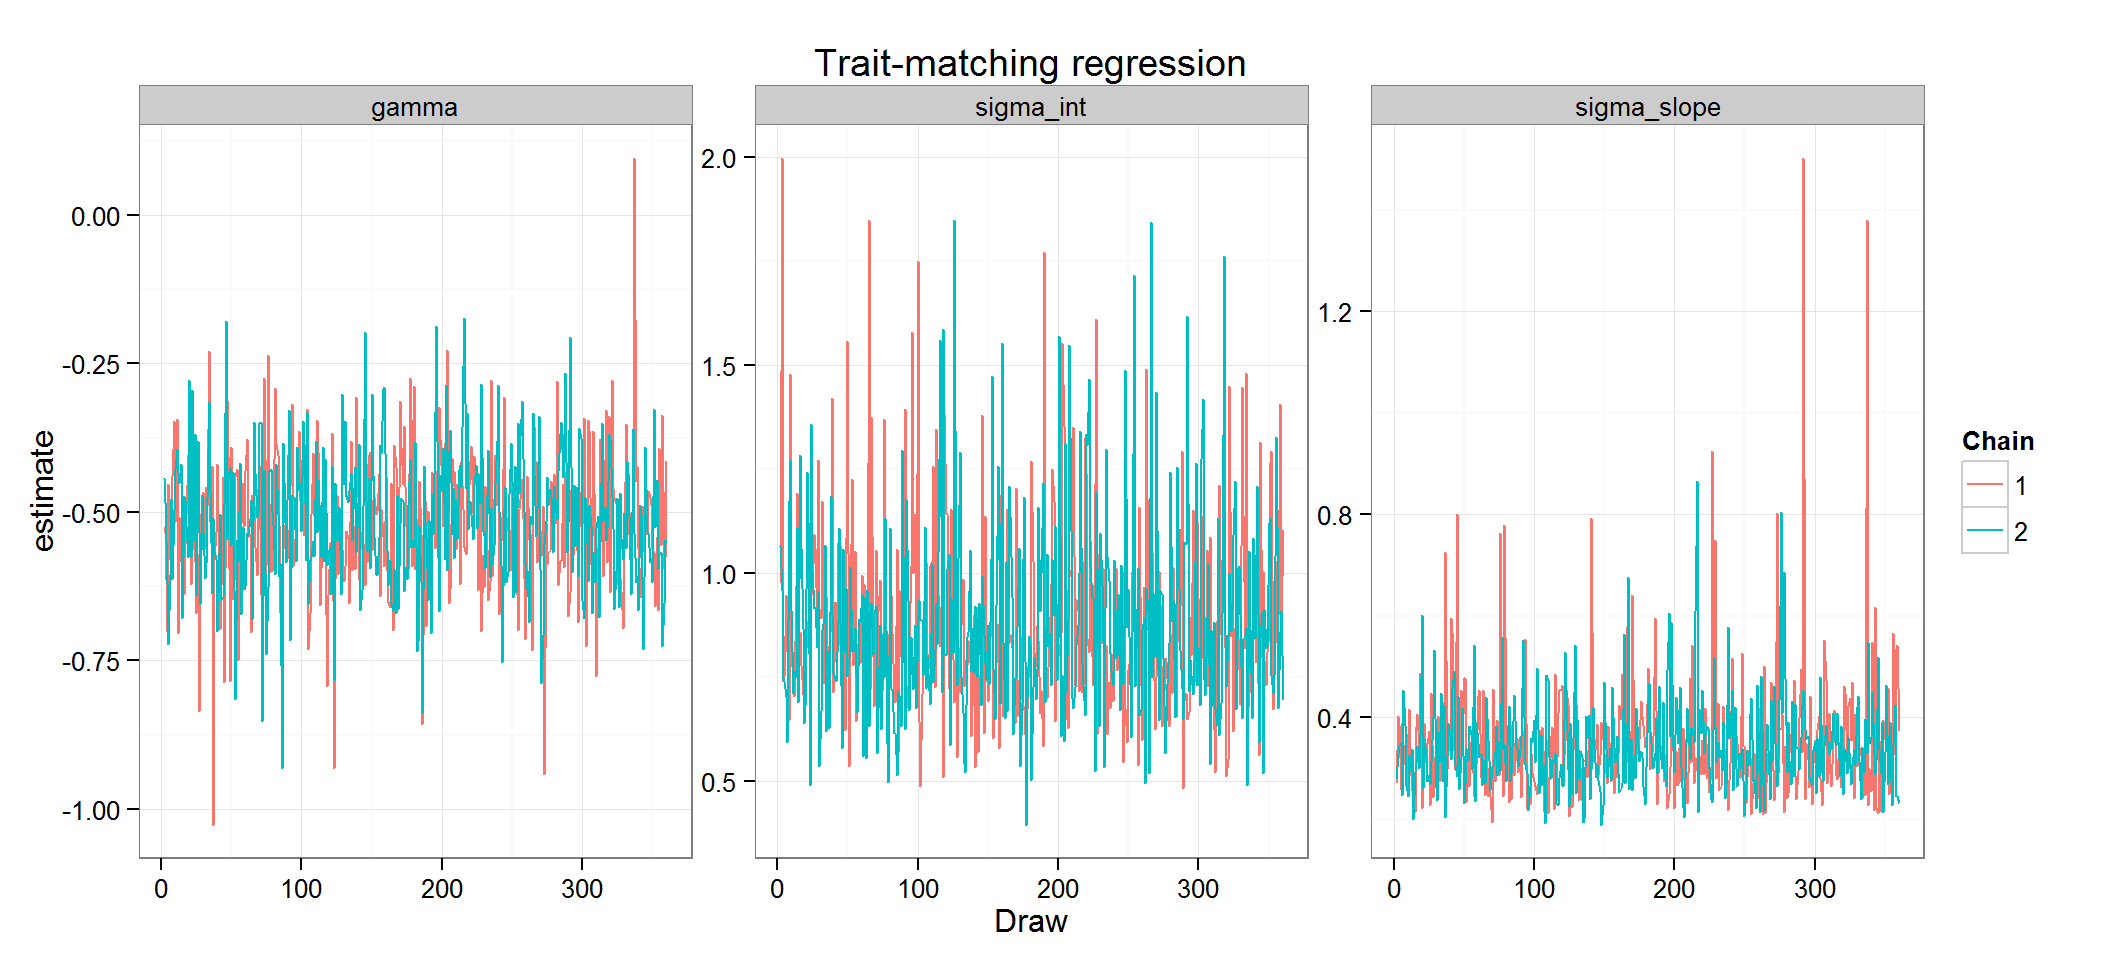 Trait-matching regression
gamma
sigma_int
sigma_slope
estimate
0.00
-0.25
-0.50
-0.75
-1.00
2.0
1.5
1.0
0.5
1.2
0.8
0.4
0 100 200 300
0 100 200 300
0 100 200 300
Draw
Chain
1
2